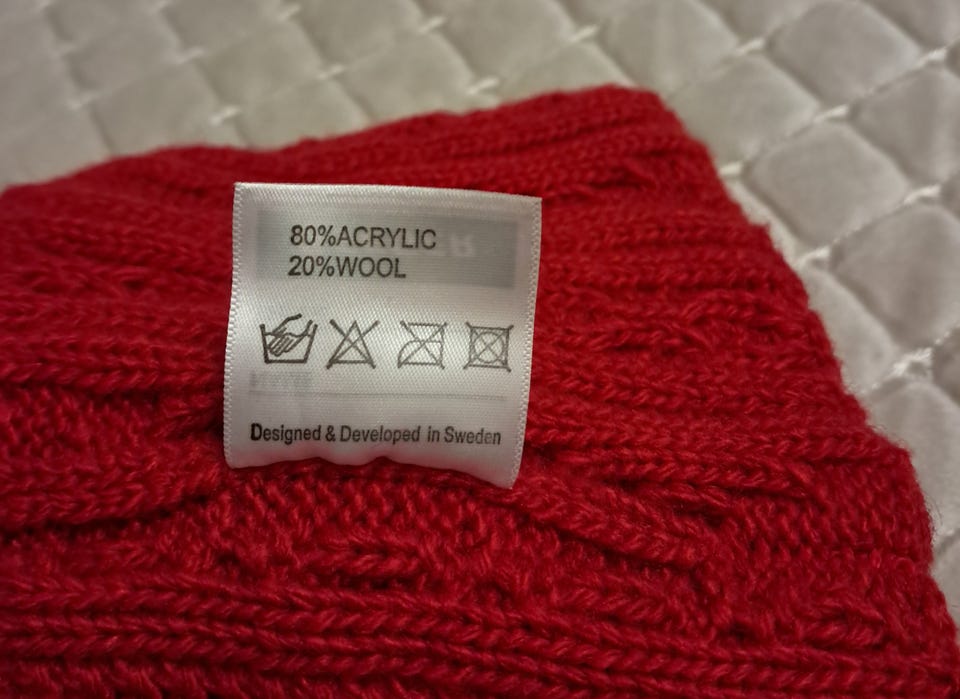 80%ACRYLIC
20%WOOL
Designed & Developed in Sweden